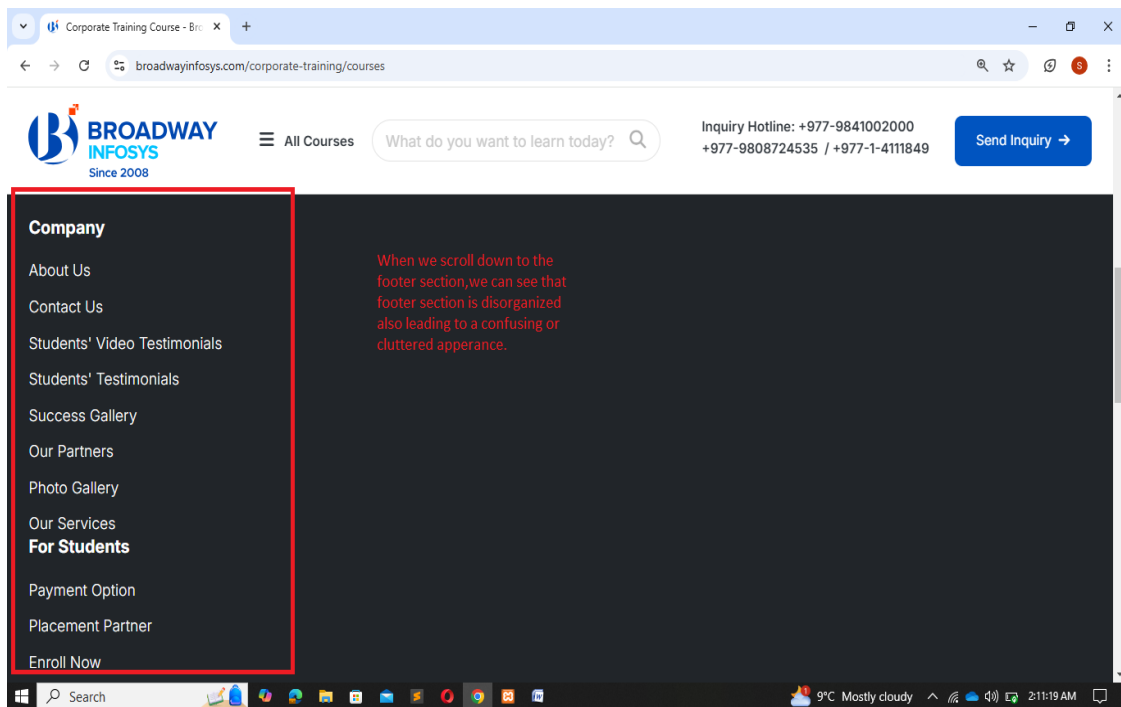 Corporate Training Course - Bro
broadwayinfosys.com/corporate-training/courses
S
BROADWAY
INFOSYS
Since 2008
All Courses
What do you want to learn today?
Inquiry Hotline: +977-9841002000
+977-9808724535 / +977-1-4111849
Send Inquiry →
Company
About Us
Contact Us
Students' Video Testimonials
Students' Testimonials
Success Gallery
Our Partners
Photo Gallery
Our Services
For Students
Payment Option
Placement Partner
Enroll Now
When we scroll down to the
footer section,we can see that
footer section is disorganized
also leading to a confusing or
cluttered apperance.
Search
9°C Mostly cloudy
2:11:19 AM